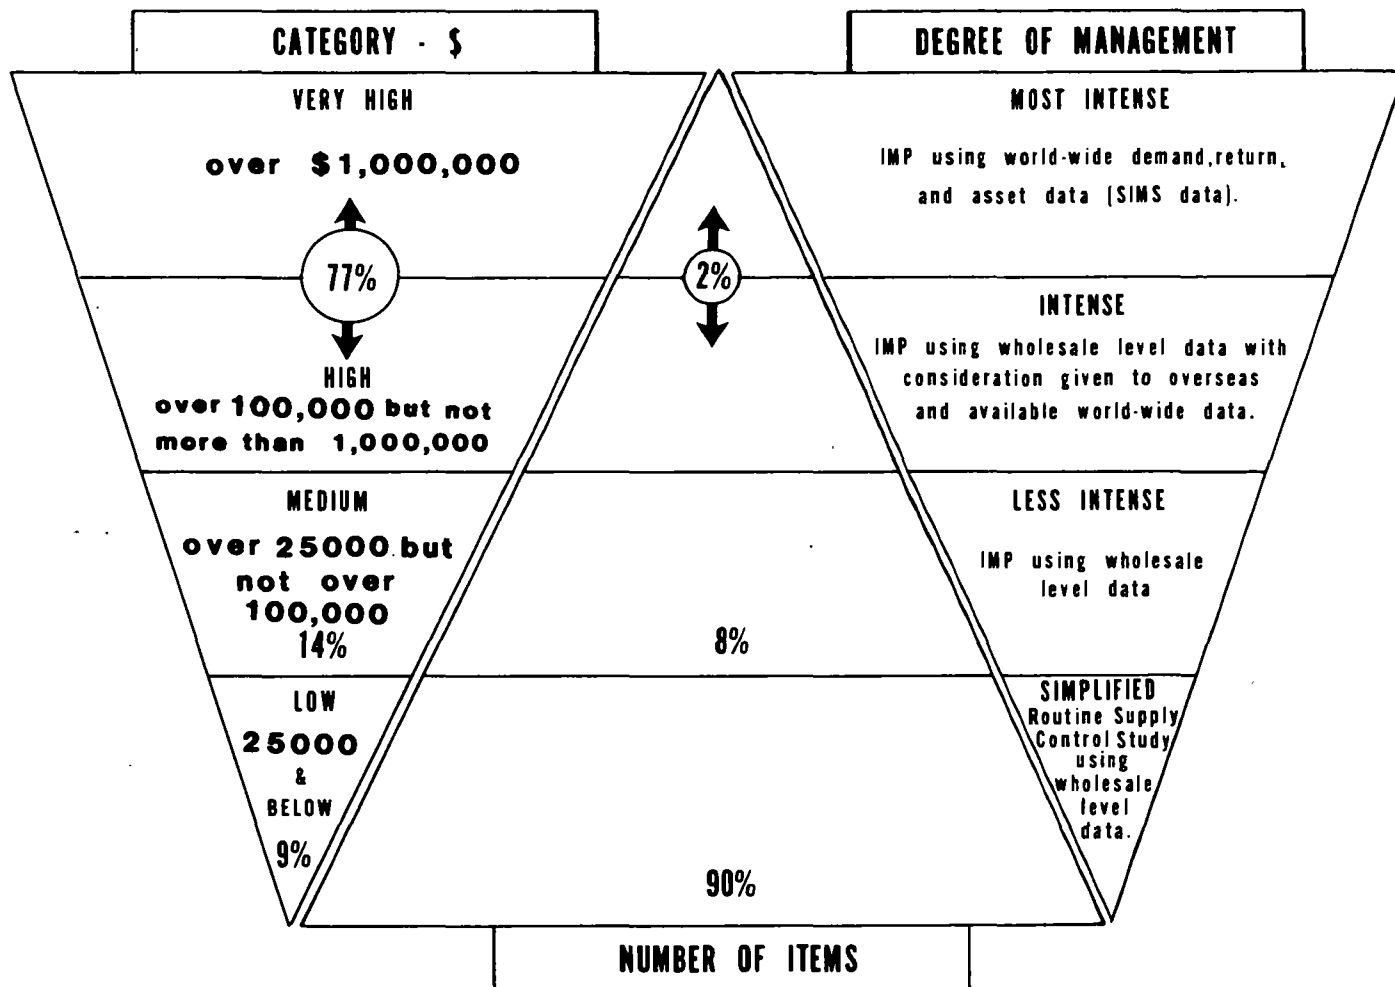 CATEGORY - $
VERY HIGH
over $1,000,000
77%
HIGH
over 100,000 but not
more than 1,000,000
MEDIUM
over 25000 but
not over
100,000
14%
LOW
25000
&
BELOW
9%
2%
8%
90%
NUMBER OF ITEMS
DEGREE OF MANAGEMENT
MOST INTENSE
IMP using world-wide demand, return,
and asset data (SIMS data).
INTENSE
IMP using wholesale level data with
consideration given to overseas
and available world-wide data.
LESS INTENSE
IMP using wholesale
level data
SIMPLIFIED
Routine Supply
Control Study
using
wholesale
level
data.